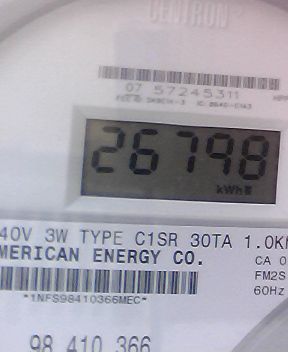 CENTRON
07 57245311
26798
kWh
40V 3W TYPE C1SR 30TA 1.0K
MERICAN ENERGY CO.
CA 0
FM2S
60Hz
*1NFS98410366MEC*
98 410 366